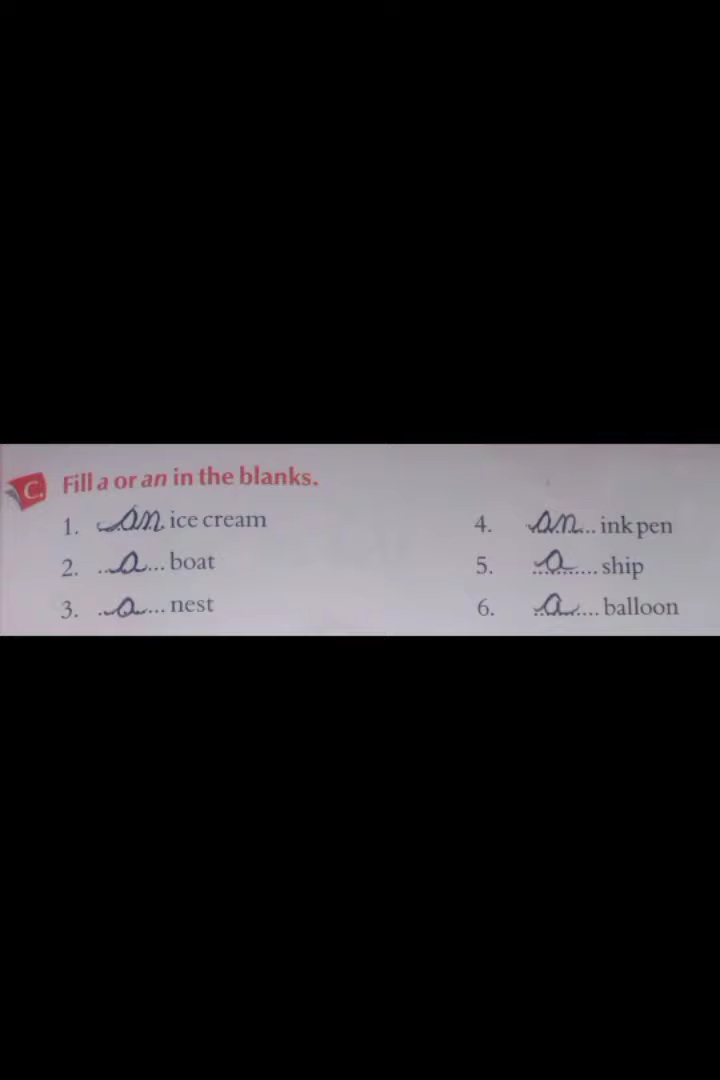 C. Fill a or an in the blanks.
1. an ice cream
2. a boat
3. a nest
4. an ink pen
5. a ship
6. a balloon